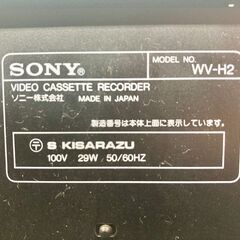 SONY®
MODEL NO. WV-H2
VIDEO CASSETTE RECORDER
ソニー株式会社 MADE IN JAPAN
製造番号は本体上面に表示しています。
S KISARAZU
100V 29W 50/60HZ